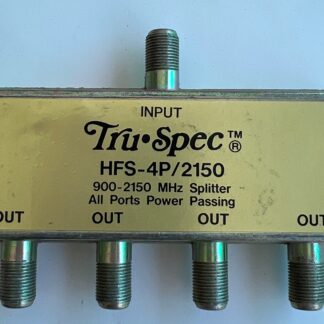 INPUT
Tru•Spec™®
HFS-4P/2150
900-2150 MHz Splitter
All Ports Power Passing
OUT OUT OUT OUT